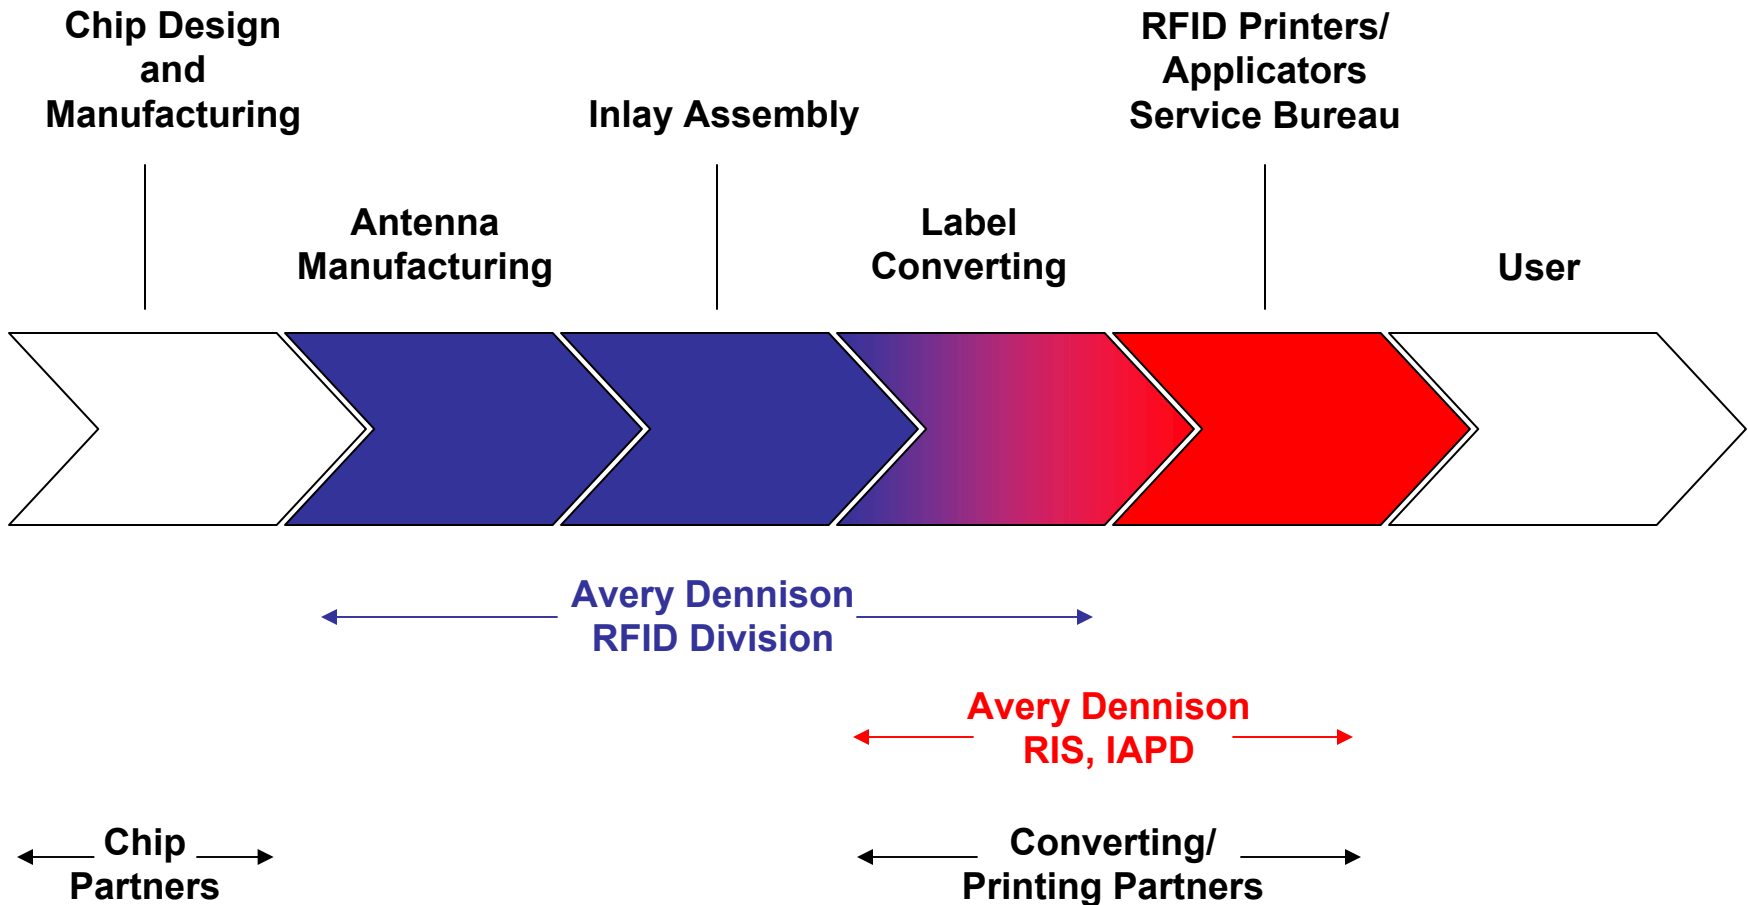 Chip Design
and
Manufacturing
Antenna
Manufacturing
Inlay Assembly
Label
Converting
RFID Printers/
Applicators
Service Bureau
User
Avery Dennison
RFID Division
Avery Dennison
RIS, IAPD
Chip
Partners
Converting/
Printing Partners